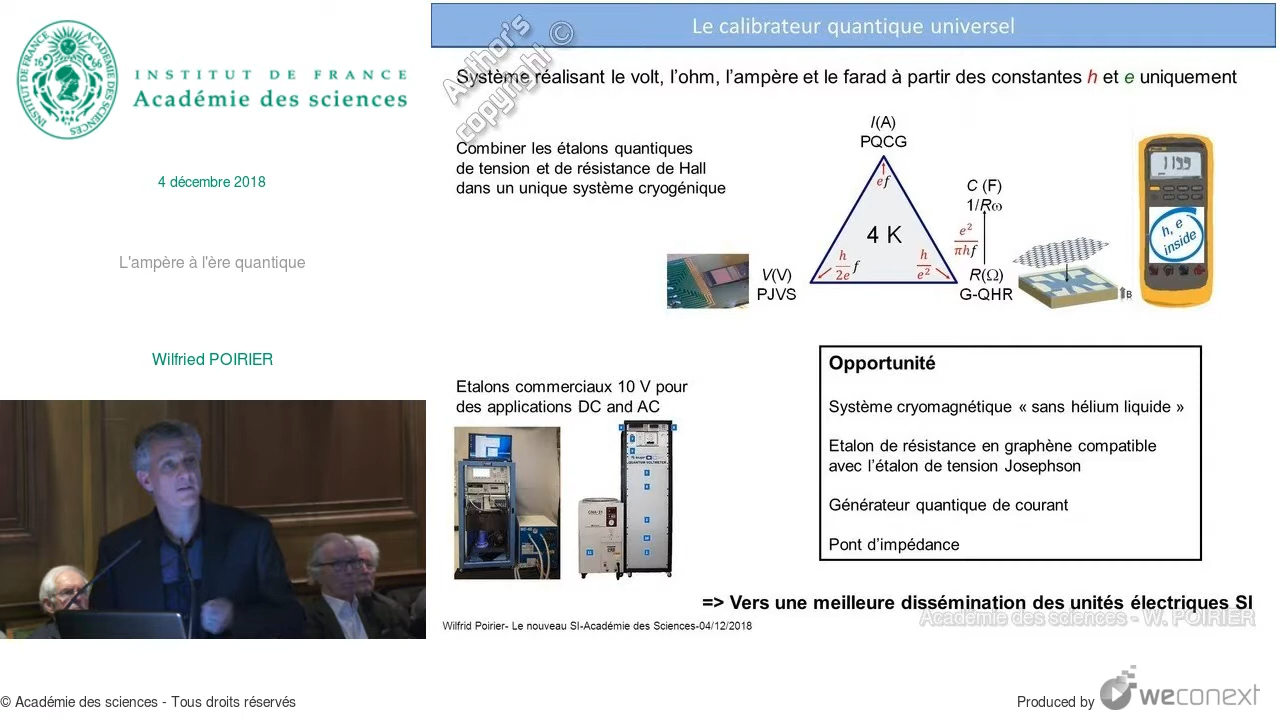 INSTITUT DE FRANCE
Académie des sciences
4 décembre 2018
L'ampère à l'ère quantique
Wilfried POIRIER
Le calibrateur quantique universel
Author's
copyright ©
Système réalisant le volt, l'ohm, l'ampère et le farad à partir des constantes h et e uniquement
Combiner les étalons quantiques
de tension et de résistance de Hall
dans un unique système cryogénique
I(A)
PQCG
ef
4 K
h/2e f
h/e²
V(V)
PJVS
C (F)
1/Rω
e²/πhf
R(Ω)
G-QHR
B
h, e
inside
Etalons commerciaux 10 V pour
des applications DC and AC
QUANTUM VOLTMETER
Opportunité
Système cryomagnétique « sans hélium liquide »
Etalon de résistance en graphène compatible
avec l'étalon de tension Josephson
Générateur quantique de courant
Pont d'impédance
=> Vers une meilleure dissémination des unités électriques SI
Académie des sciences - W. POIRIER
Wilfrid Poirier- Le nouveau SI-Académie des Sciences-04/12/2018
© Académie des sciences - Tous droits réservés
Produced by
weconext